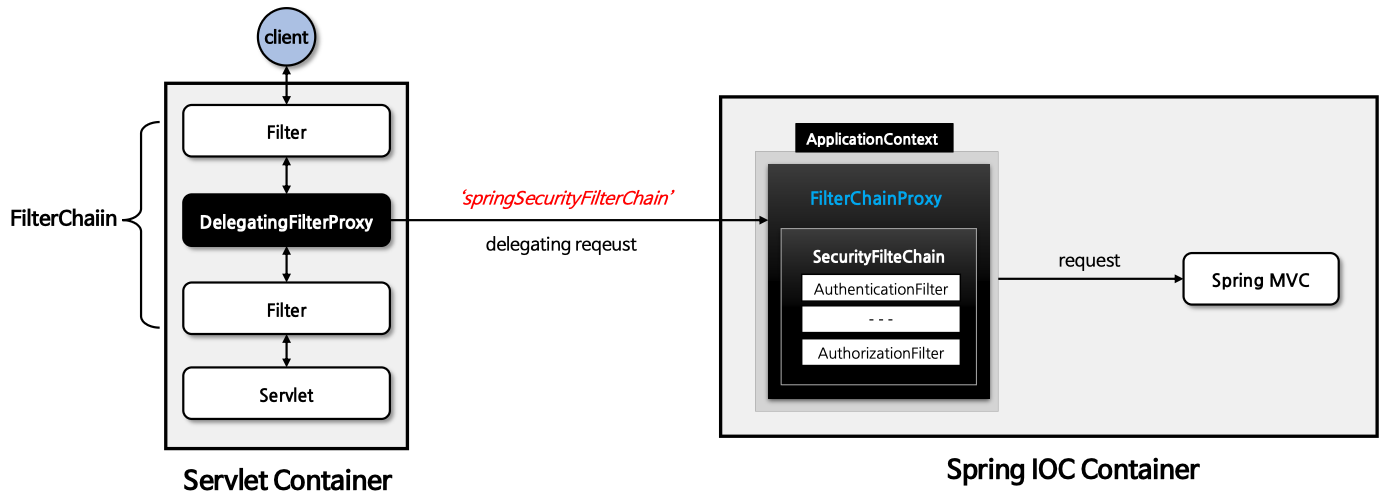 client
Filter
FilterChaiin
DelegatingFilterProxy
Filter
Servlet
Servlet Container
‘springSecurityFilterChain’
delegating reqeust
ApplicationContext
FilterChainProxy
SecurityFilteChain
AuthenticationFilter
- - -
AuthorizationFilter
request
Spring MVC
Spring IOC Container